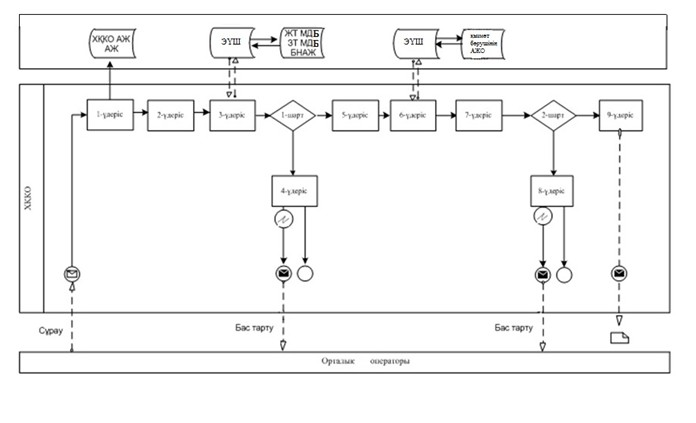 ХҚКО АЖ
АЖ
ЭҮШ
ЖТ МДБ
ЗТ МДБ
БНАЖ
ЭҮШ
қызмет
берушінің
АЖО
ХҚКО
1-үдеріс
2-үдеріс
3-үдеріс
1-шарт
5-үдеріс
6-үдеріс
7-үдеріс
2-шарт
9-үдеріс
4-үдеріс
8-үдеріс
Сұрау
Бас тарту
Бас тарту
Орталық операторы